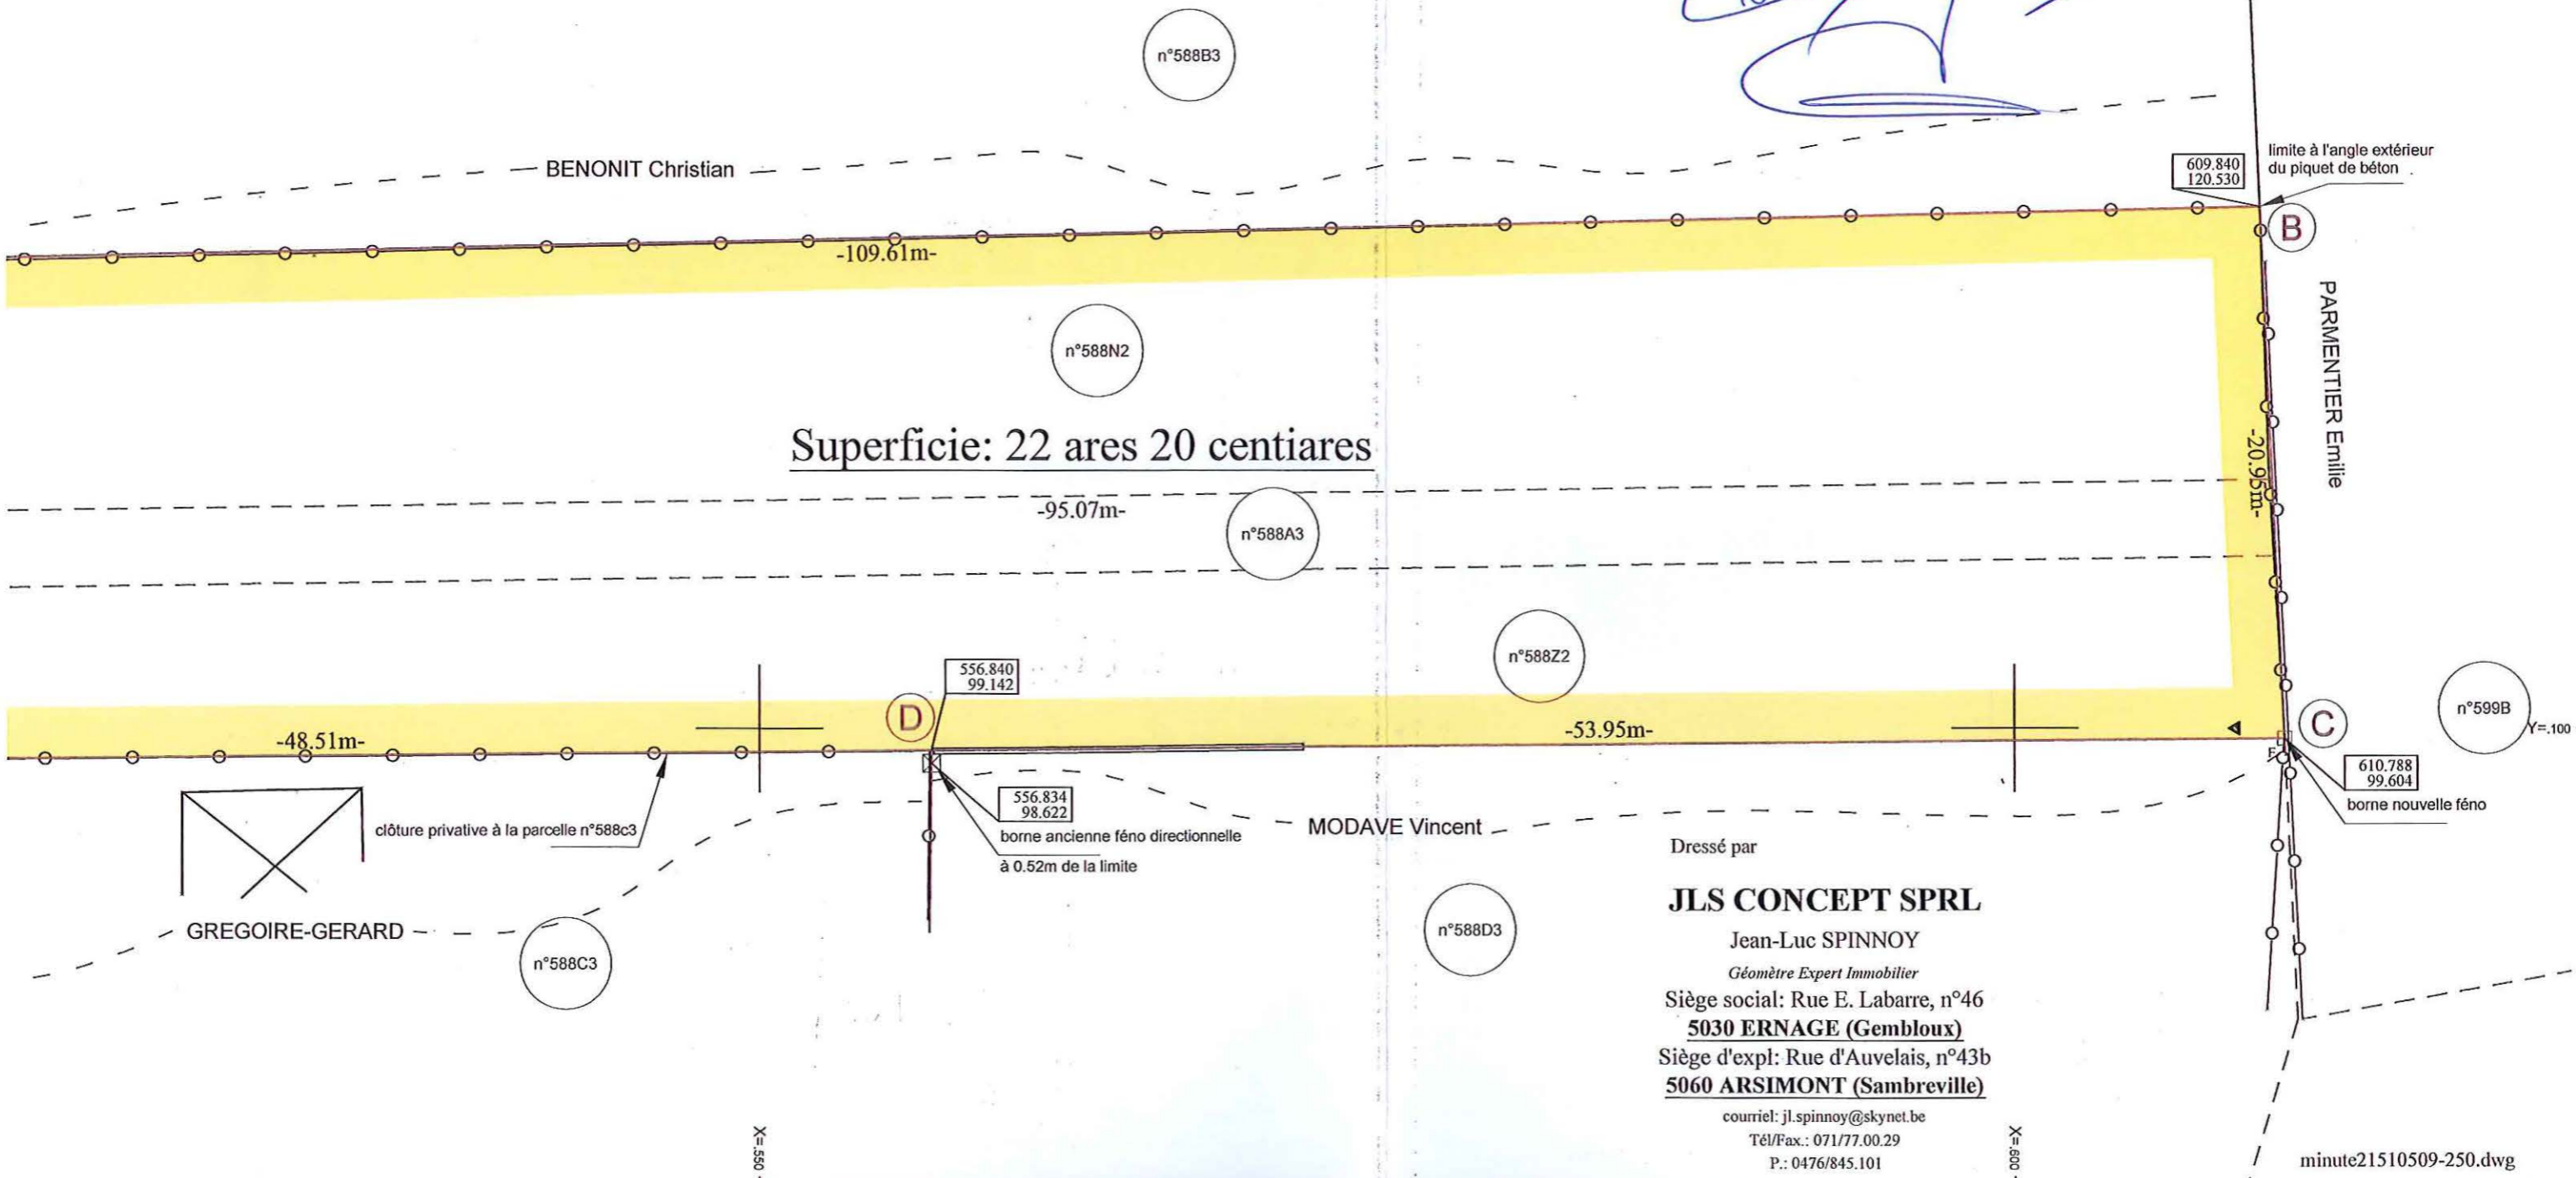 n°588B3
limite à l'angle extérieur
du piquet de béton
609.840
120.530
BENONIT Christian
B
-109.61m-
PARMENTIER Emilie
n°588N2
Superficie: 22 ares 20 centiares
-20.95m-
-95.07m-
n°588A3
n°588Z2
556.840
99.142
D
-48.51m-
-53.95m-
C
n°599B
Y=.100
610.788
99.604
borne nouvelle féno
556.834
98.622
borne ancienne féno directionnelle
à 0.52m de la limite
clôture privative à la parcelle n°588c3
MODAVE Vincent
GREGOIRE-GERARD
n°588C3
n°588D3
Dressé par
JLS CONCEPT SPRL
Jean-Luc SPINNOY
Géomètre Expert Immobilier
Siège social: Rue E. Labarre, n°46
5030 ERNAGE (Gembloux)
Siège d'expl: Rue d'Auvelais, n°43b
5060 ARSIMONT (Sambreville)
courriel: jl.spinnoy@skynet.be
Tél/Fax.: 071/77.00.29
P.: 0476/845.101
X=.550
X=.600
minute21510509-250.dwg